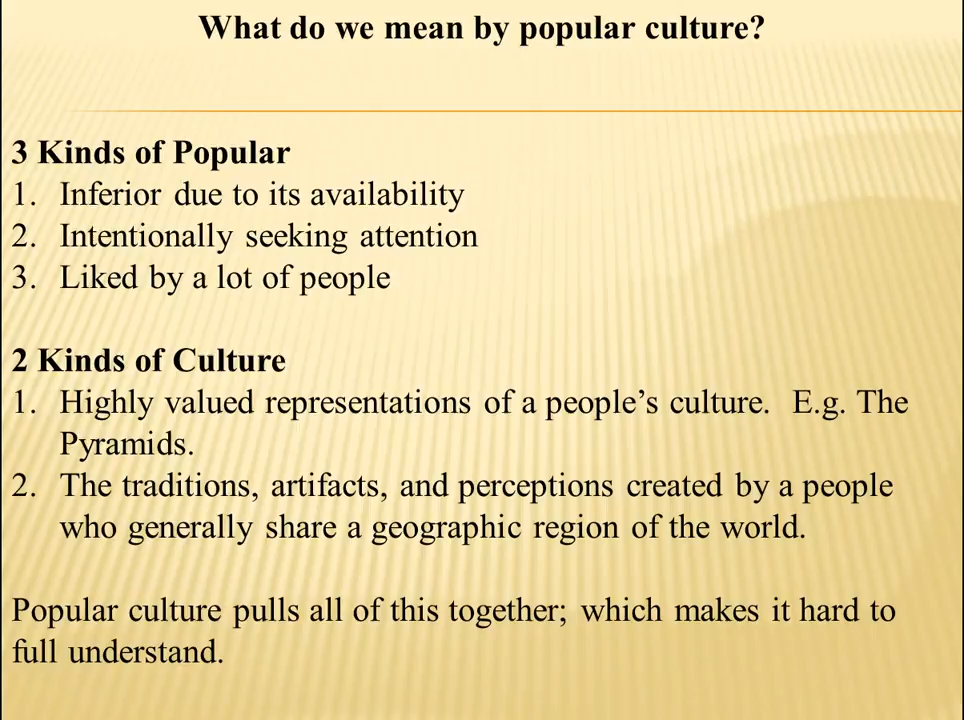 What do we mean by popular culture?
3 Kinds of Popular
1. Inferior due to its availability
2. Intentionally seeking attention
3. Liked by a lot of people
2 Kinds of Culture
1. Highly valued representations of a people’s culture. E.g. The
Pyramids.
2. The traditions, artifacts, and perceptions created by a people
who generally share a geographic region of the world.
Popular culture pulls all of this together; which makes it hard to
full understand.